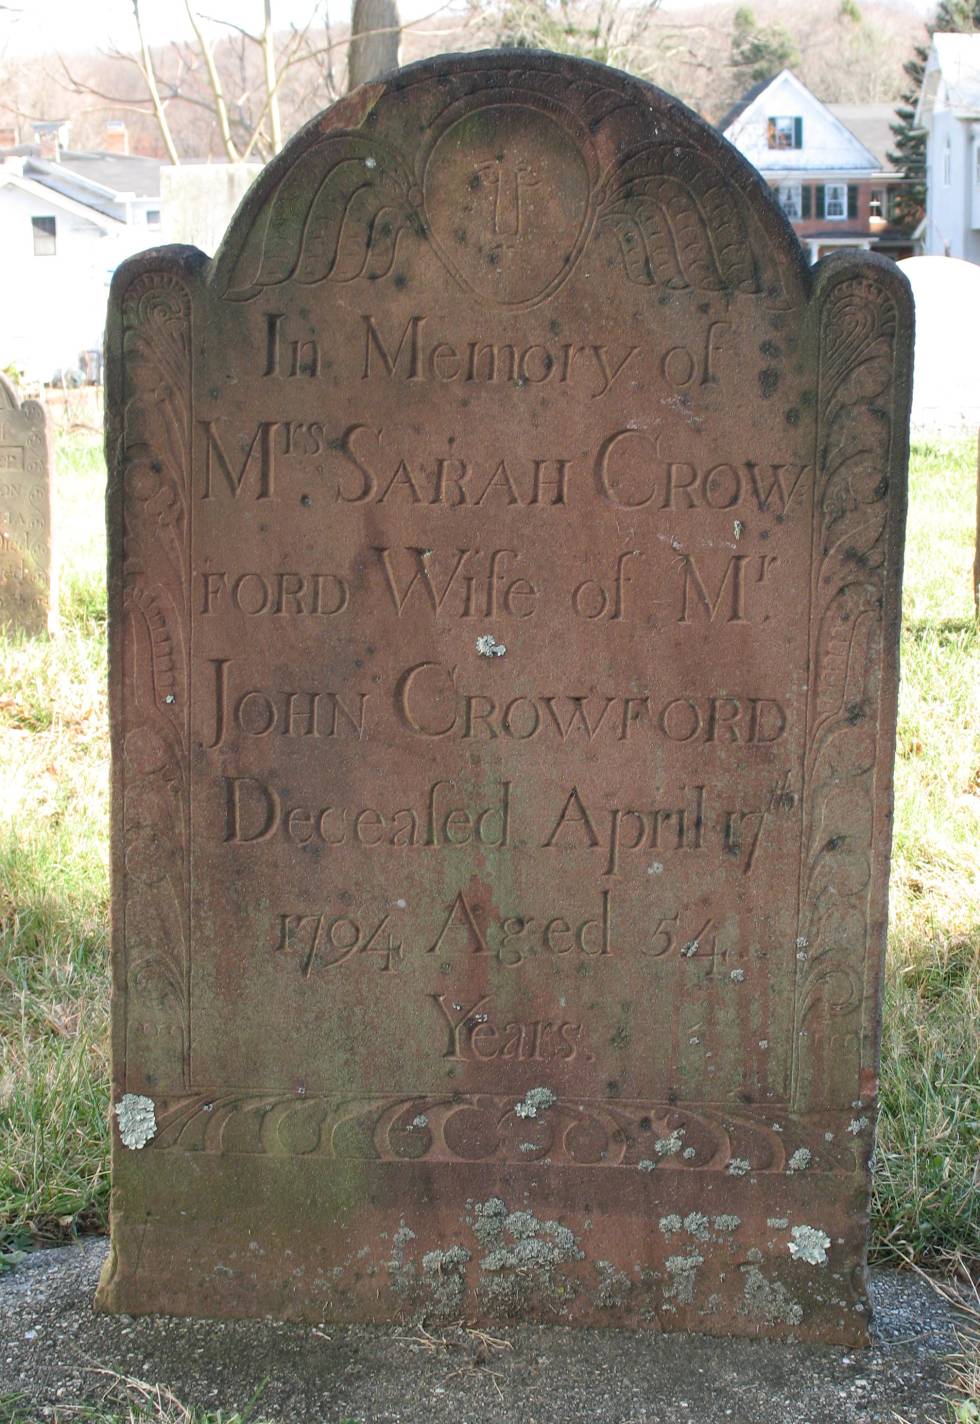 In Memory of
Mrs SARAH CROW
FORD Wife of Mr.
JOHN CROWFORD
Deceaſed April 17th
1794 Aged 54
Years.